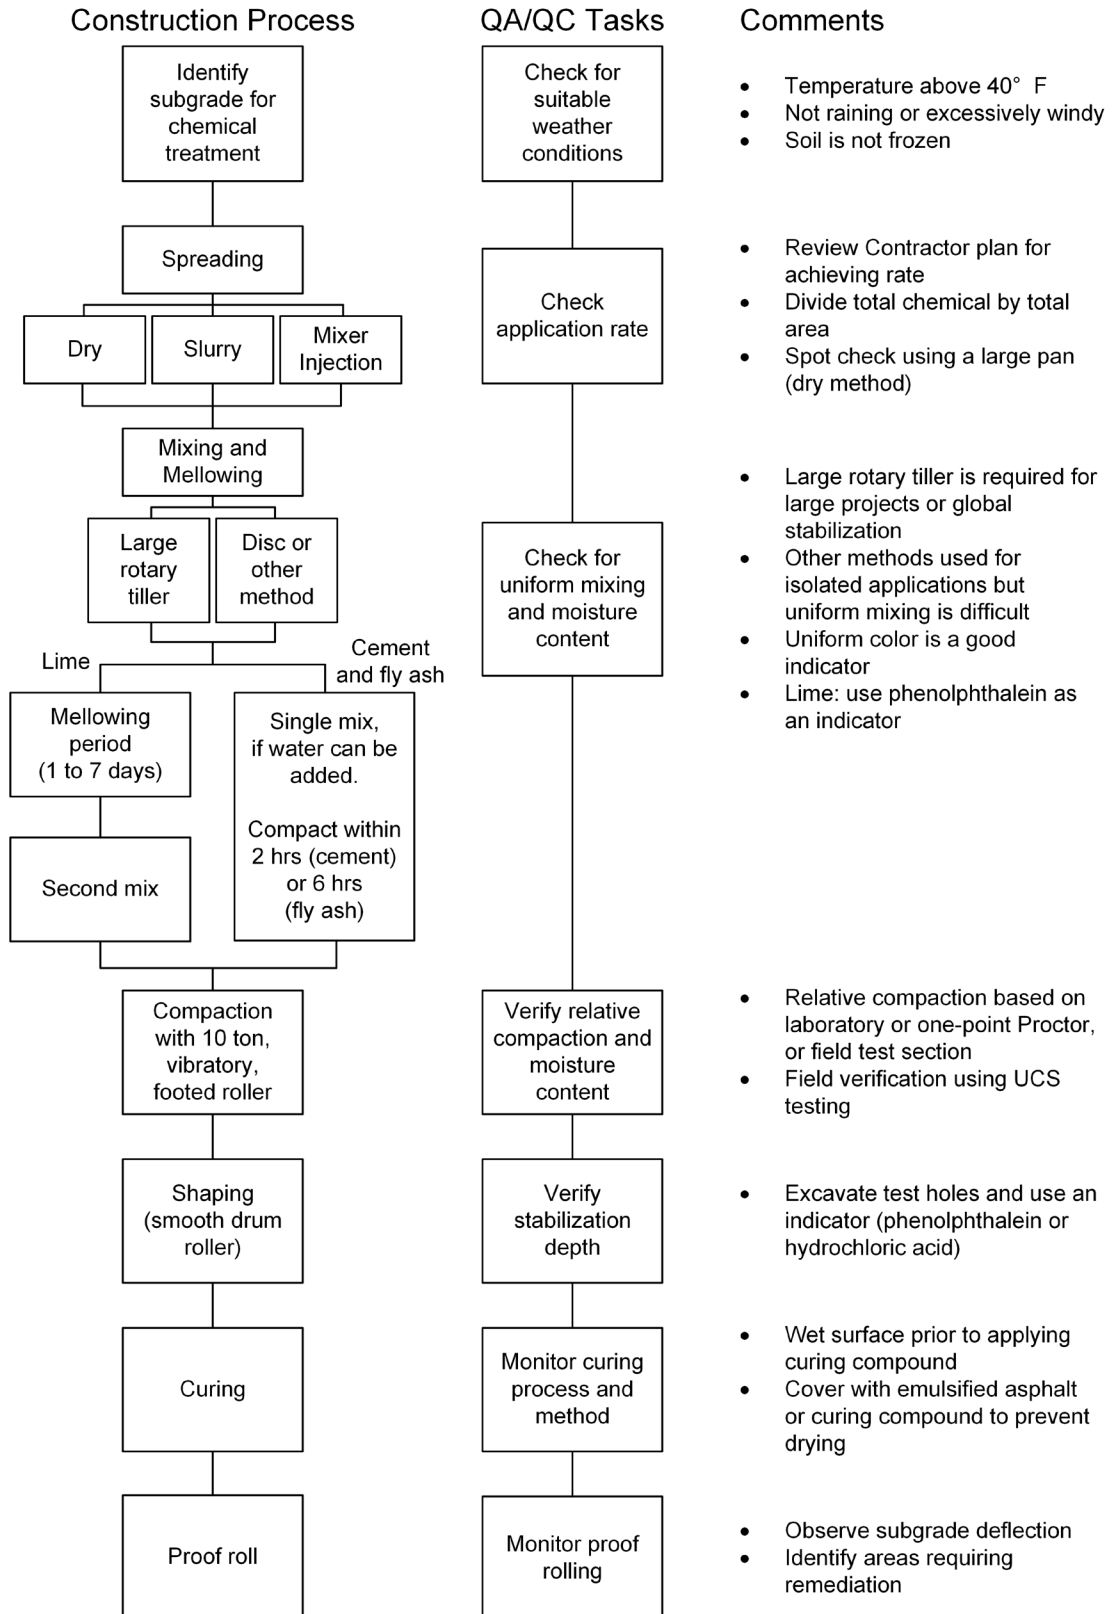 Construction Process
QA/QC Tasks
Comments
Identify
subgrade for
chemical
treatment
Check for
suitable
weather
conditions
• Temperature above 40° F
• Not raining or excessively windy
• Soil is not frozen
Spreading
Dry
Slurry
Mixer
Injection
Check
application rate
• Review Contractor plan for
achieving rate
• Divide total chemical by total
area
• Spot check using a large pan
(dry method)
Mixing and
Mellowing
Large
rotary
tiller
Disc or
other
method
Check for
uniform mixing
and moisture
content
• Large rotary tiller is required for
large projects or global
stabilization
• Other methods used for
isolated applications but
uniform mixing is difficult
• Uniform color is a good
indicator
• Lime: use phenolphthalein as
an indicator
Lime
Cement
and fly ash
Mellowing
period
(1 to 7 days)
Second mix
Single mix,
if water can be
added.
Compact within
2 hrs (cement)
or 6 hrs
(fly ash)
Compaction
with 10 ton,
vibratory,
footed roller
Verify relative
compaction and
moisture
content
• Relative compaction based on
laboratory or one-point Proctor,
or field test section
• Field verification using UCS
testing
Shaping
(smooth drum
roller)
Verify
stabilization
depth
• Excavate test holes and use an
indicator (phenolphthalein or
hydrochloric acid)
Curing
Monitor curing
process and
method
• Wet surface prior to applying
curing compound
• Cover with emulsified asphalt
or curing compound to prevent
drying
Proof roll
Monitor proof
rolling
• Observe subgrade deflection
• Identify areas requiring
remediation